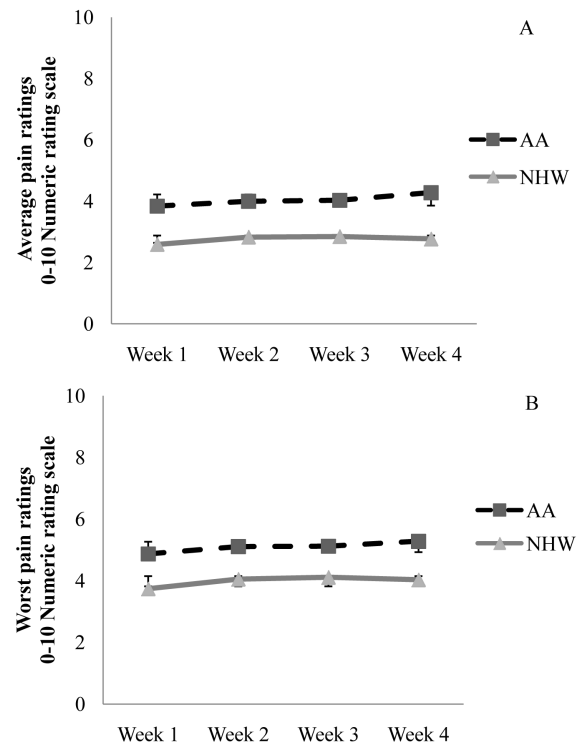 A
Average pain ratings
0-10 Numeric rating scale
10
8
6
4
2
0
AA
NHW
Week 1 Week 2 Week 3 Week 4
B
Worst pain ratings
0-10 Numeric rating scale
10
8
6
4
2
0
AA
NHW
Week 1 Week 2 Week 3 Week 4